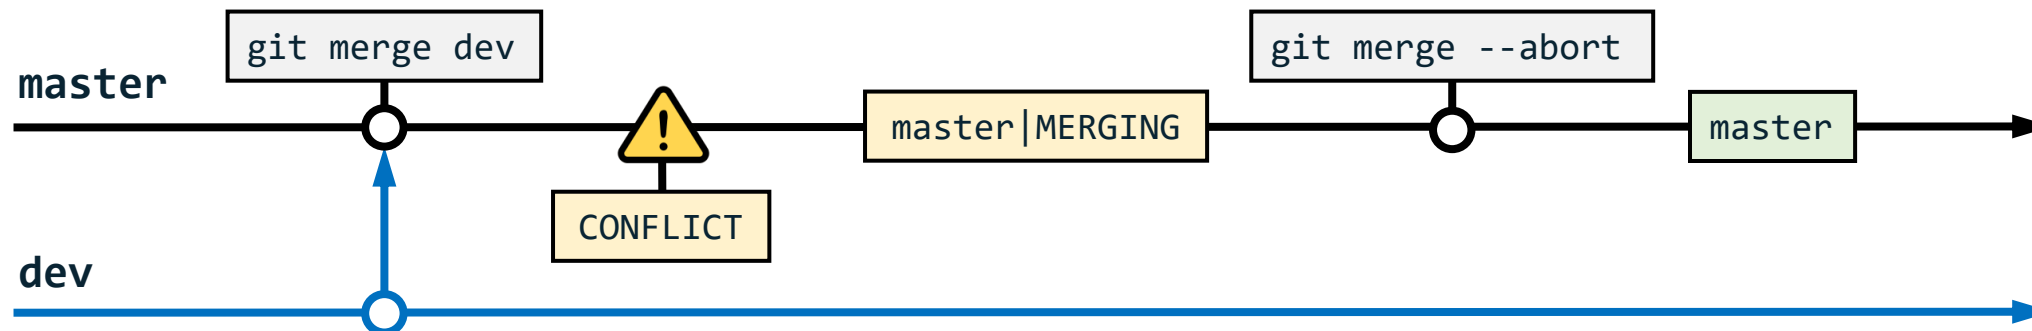 git merge dev
git merge --abort
master
!
master|MERGING
master
CONFLICT
dev